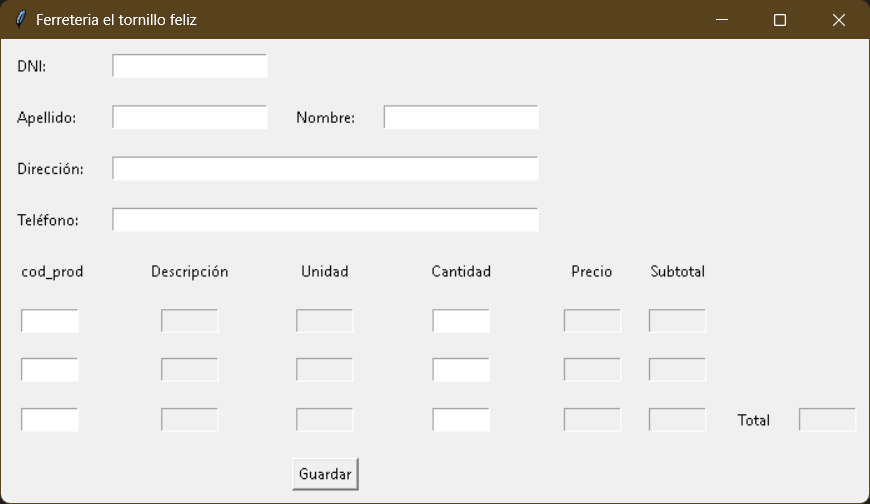 Ferreteria el tornillo feliz
DNI:
Apellido: Nombre:
Dirección:
Teléfono:
cod_prod Descripción Unidad Cantidad Precio Subtotal
Total
Guardar